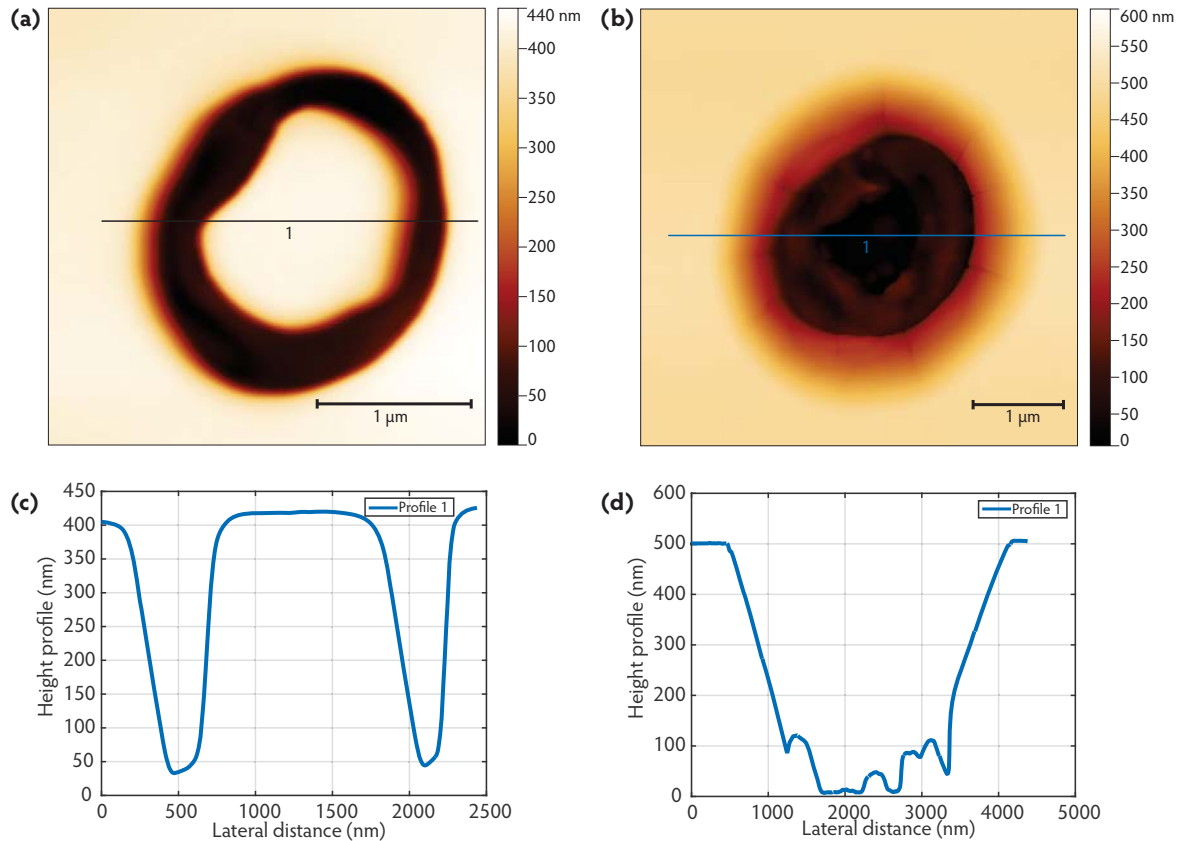 (a)
440 nm
400
350
300
250
200
150
100
50
0
1
1 µm
(b)
600 nm
550
500
450
400
350
300
250
200
150
100
50
0
1
1 µm
(c)
450
400
350
300
250
200
150
100
50
0
Height profile (nm)
Profile 1
0 500 1000 1500 2000 2500
Lateral distance (nm)
(d)
600
500
400
300
200
100
0
Height profile (nm)
Profile 1
0 1000 2000 3000 4000 5000
Lateral distance (nm)